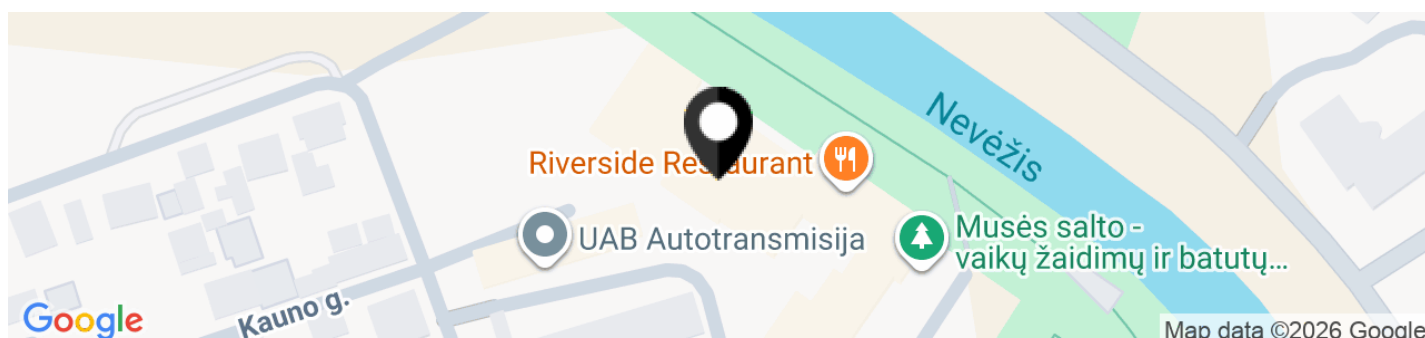 Nevėžis
Riverside Restaurant
UAB Autotransmisija
Musės salto -
vaikų žaidimų ir batutų...
Kauno g.
Google
Map data ©2026 Google